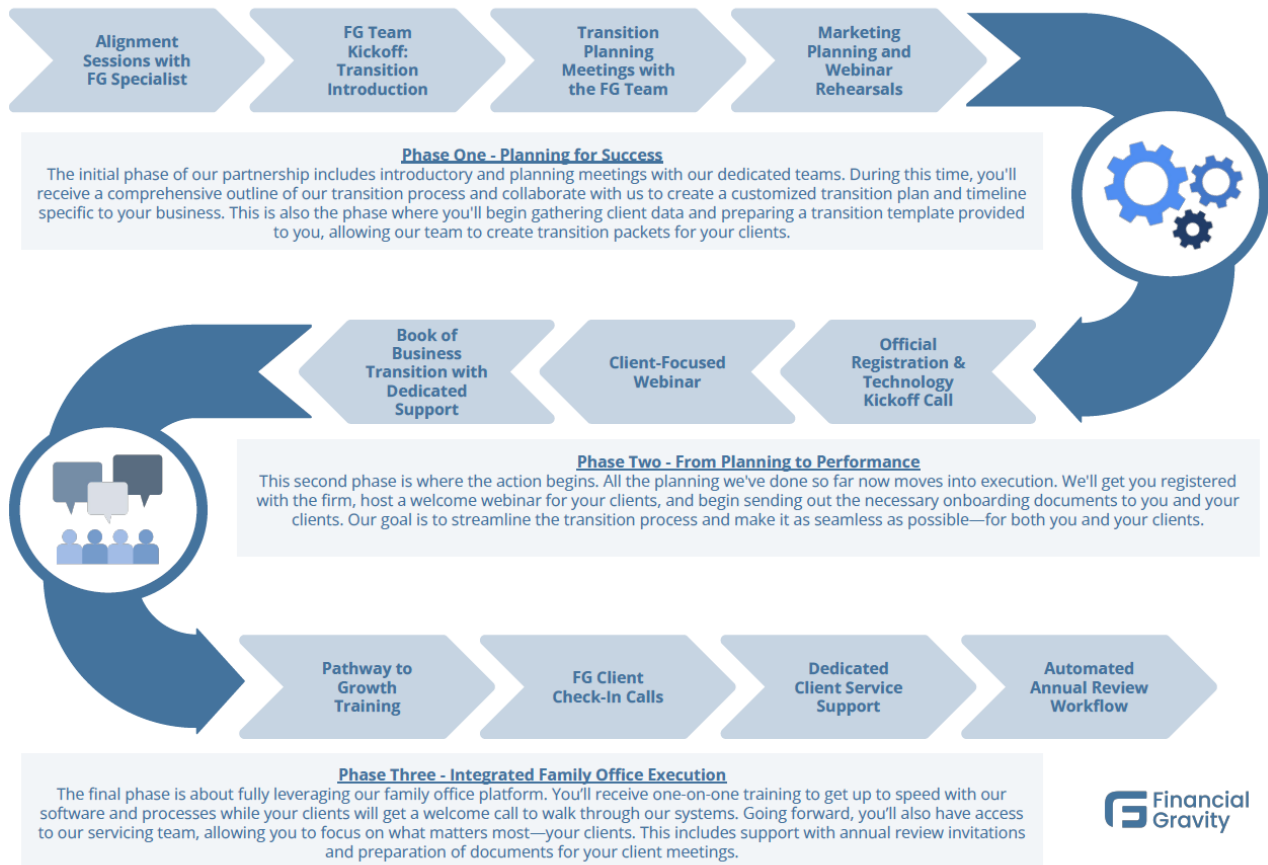 Alignment
Sessions with
FG Specialist
FG Team
Kickoff:
Transition
Introduction
Transition
Planning
Meetings with
the FG Team
Marketing
Planning and
Webinar
Rehearsals
Phase One - Planning for Success
The initial phase of our partnership includes introductory and planning meetings with our dedicated teams. During this time, you'll
receive a comprehensive outline of our transition process and collaborate with us to create a customized transition plan and timeline
specific to your business. This is also the phase where you'll begin gathering client data and preparing a transition template provided
to you, allowing our team to create transition packets for your clients.
Official
Registration &
Technology
Kickoff Call
Client-Focused
Webinar
Book of
Business
Transition with
Dedicated
Support
Phase Two - From Planning to Performance
This second phase is where the action begins. All the planning we've done so far now moves into execution. We'll get you registered
with the firm, host a welcome webinar for your clients, and begin sending out the necessary onboarding documents to you and your
clients. Our goal is to streamline the transition process and make it as seamless as possible—for both you and your clients.
Pathway to
Growth
Training
FG Client
Check-In Calls
Dedicated
Client Service
Support
Automated
Annual Review
Workflow
Phase Three - Integrated Family Office Execution
The final phase is about fully leveraging our family office platform. You’ll receive one-on-one training to get up to speed with our
software and processes while your clients will get a welcome call to walk through our systems. Going forward, you’ll also have access
to our servicing team, allowing you to focus on what matters most—your clients. This includes support with annual review invitations
and preparation of documents for your client meetings.
Financial
Gravity